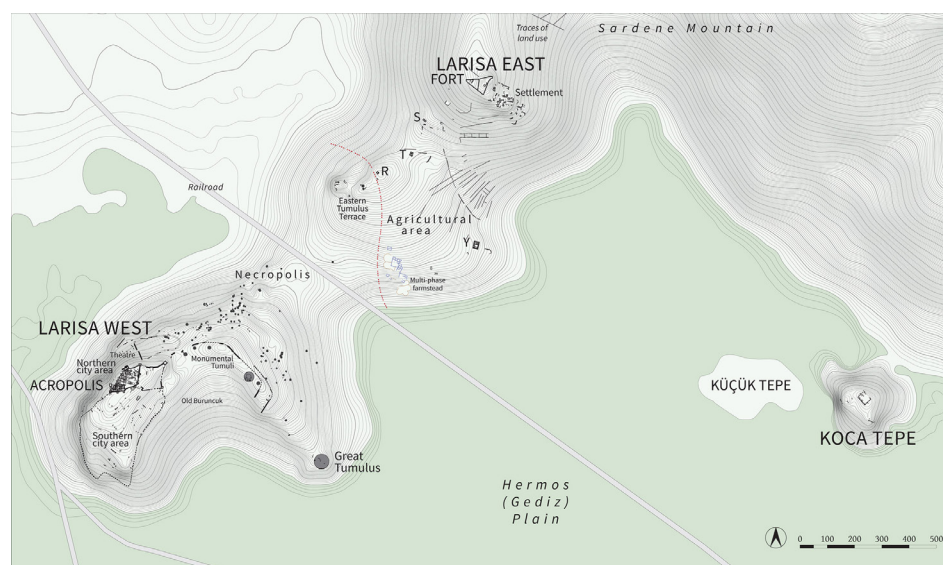 Traces of
land use
Sardene Mountain
LARISA EAST
FORT
Settlement
S
T
R
Railroad
Eastern
Tumulus
Terrace
Agricultural
area
Y
Necropolis
Multi-phase
farmstead
LARISA WEST
Theatre
Northern
city area
Monumental
Tumuli
ACROPOLIS
Old Buruncuk
KÜÇÜK TEPE
Southern
city area
KOCA TEPE
Great
Tumulus
Hermos
(Gediz)
Plain
0 100 200 300 400 500